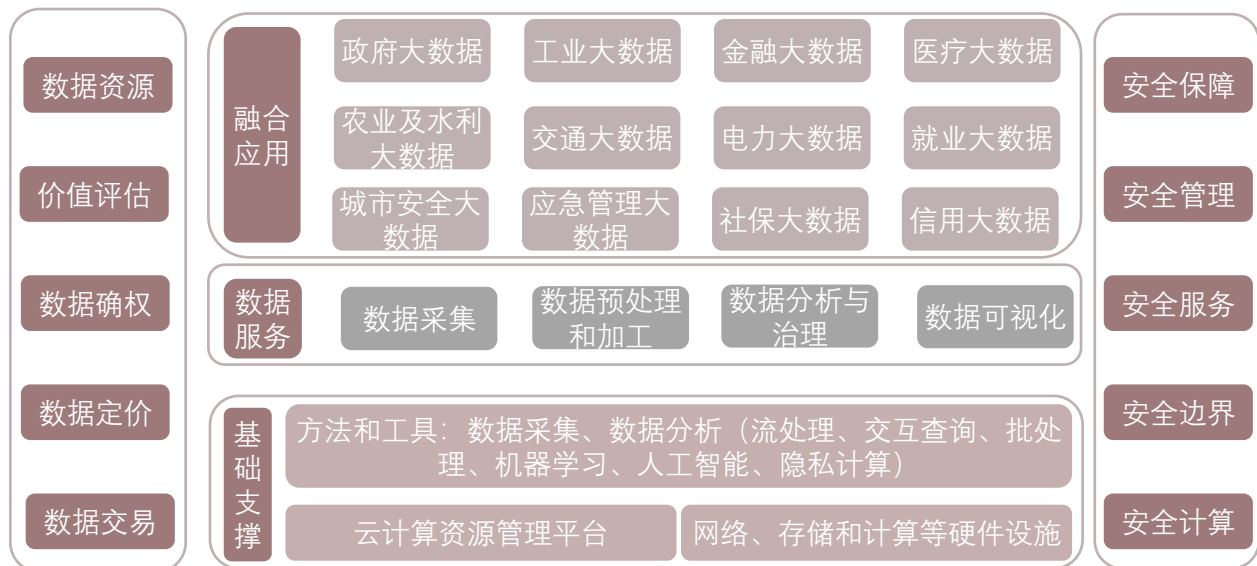 数据资源
价值评估
数据确权
数据定价
数据交易
融合
应用
政府大数据
工业大数据
金融大数据
医疗大数据
农业及水利
大数据
交通大数据
电力大数据
就业大数据
城市安全大
数据
应急管理大
数据
社保大数据
信用大数据
数据
服务
数据采集
数据预处理
和加工
数据分析与
治理
数据可视化
基
础
支
撑
方法和工具：数据采集、数据分析（流处理、交互查询、批处
理、机器学习、人工智能、隐私计算）
云计算资源管理平台
网络、存储和计算等硬件设施
安全保障
安全管理
安全服务
安全边界
安全计算